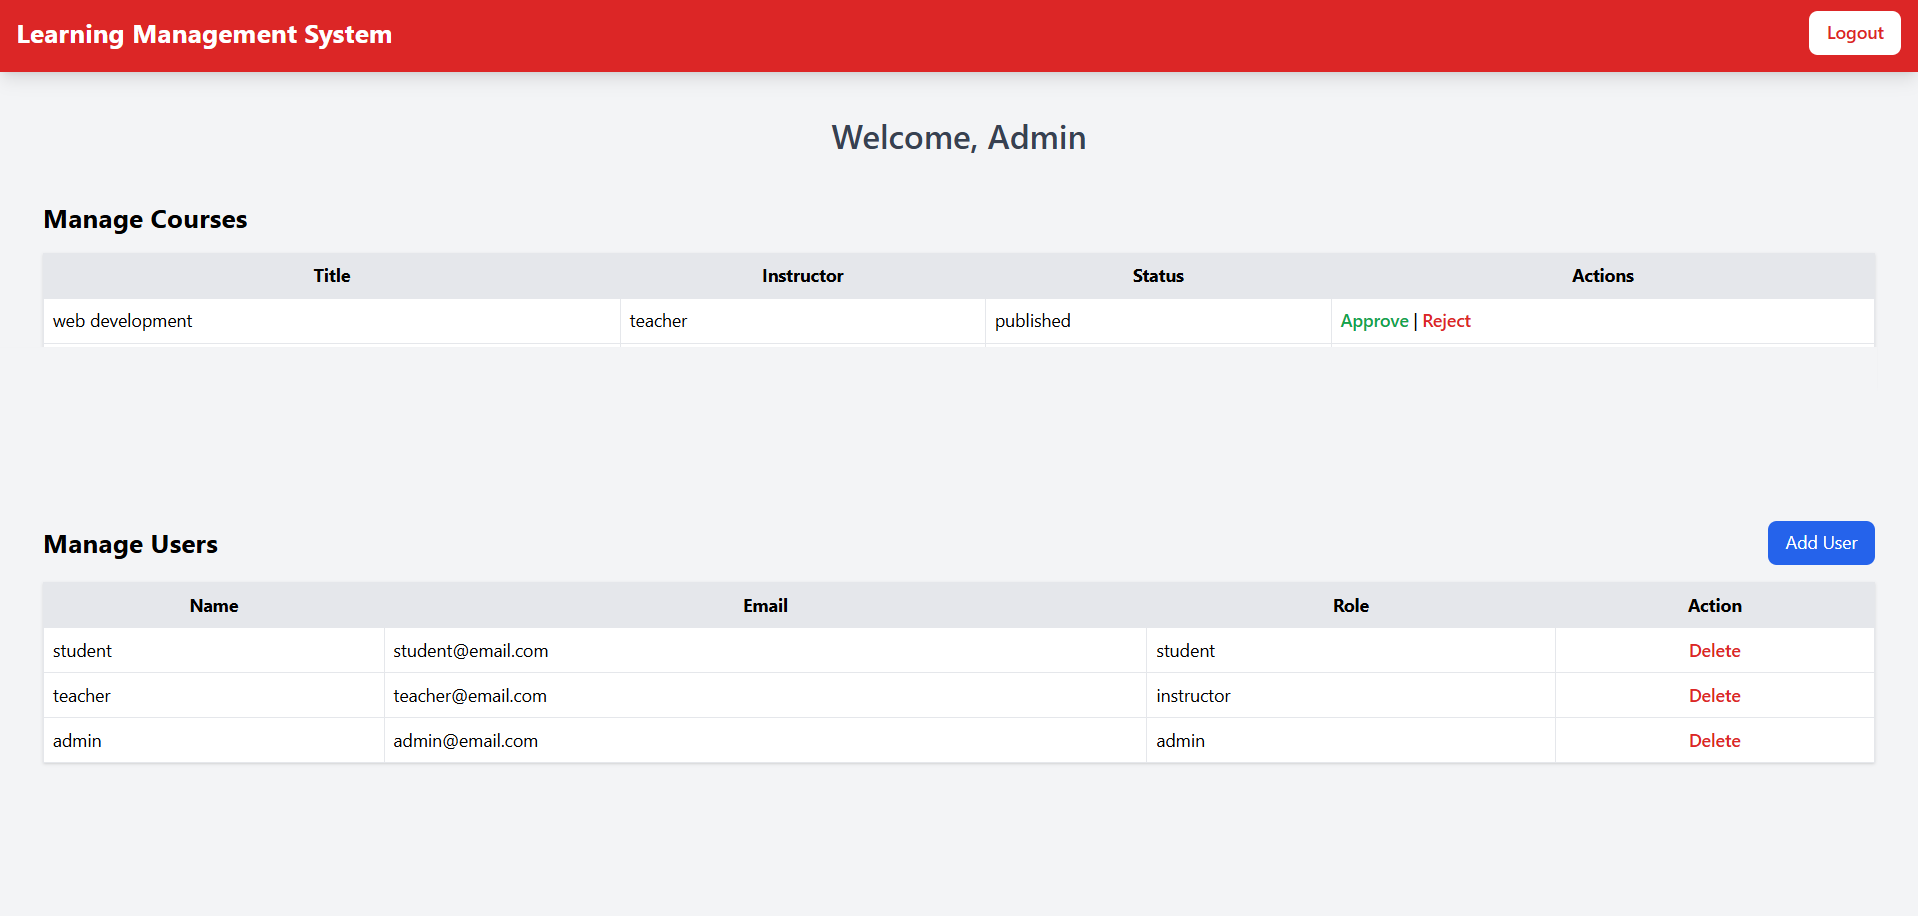 Learning Management System
Logout
Welcome, Admin
Manage Courses
Title Instructor Status Actions
web development teacher published Approve | Reject
Manage Users
Add User
Name Email Role Action
student student@email.com student Delete
teacher teacher@email.com instructor Delete
admin admin@email.com admin Delete